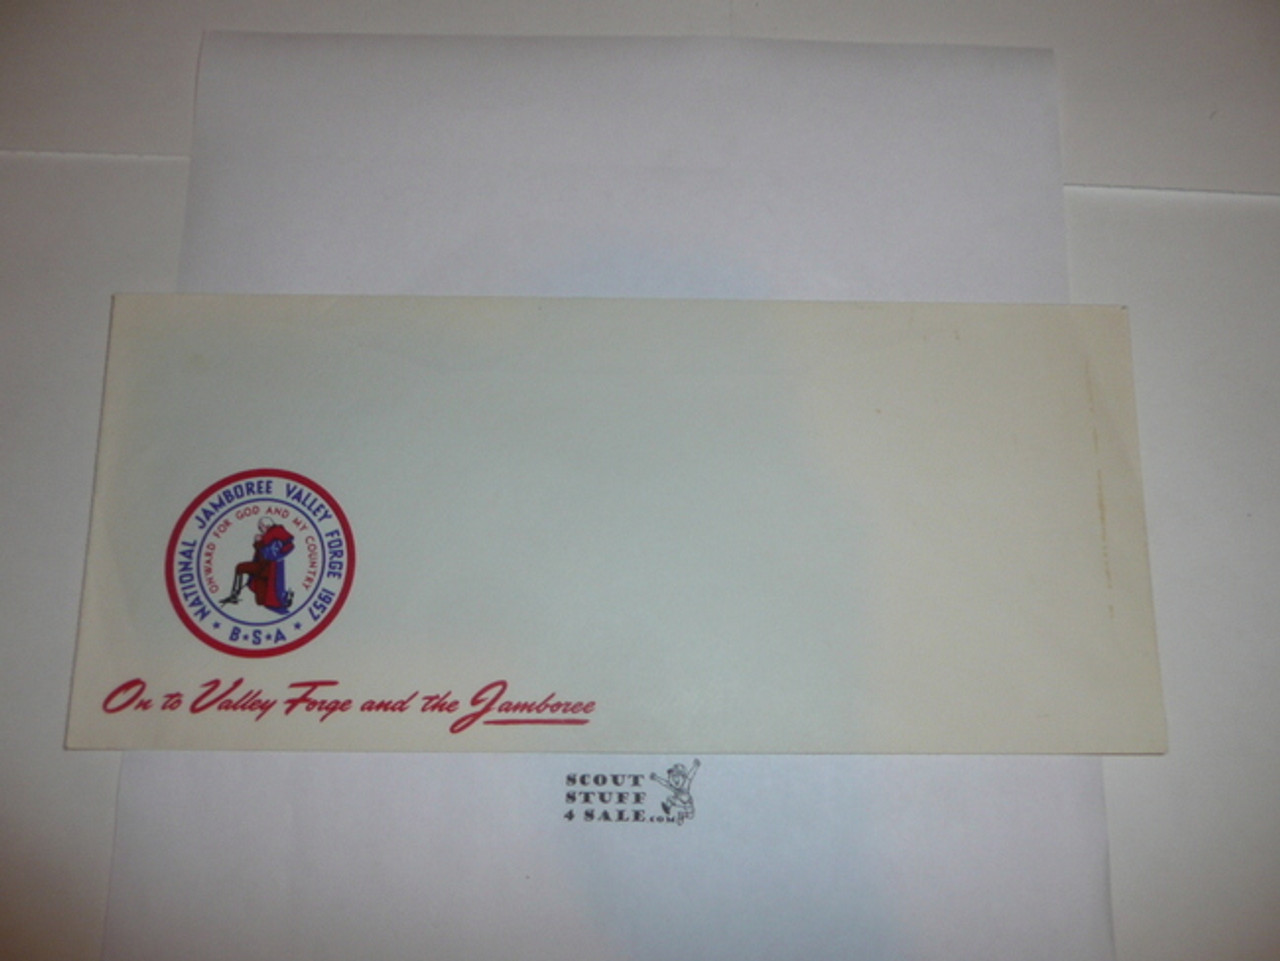 NATIONAL JAMBOREE VALLEY FORGE 1957
ONWARD FOR GOD AND MY COUNTRY
* B*S*A *
On to Valley Forge and the Jamboree
SCOUT
STUFF
4 SALE.COM